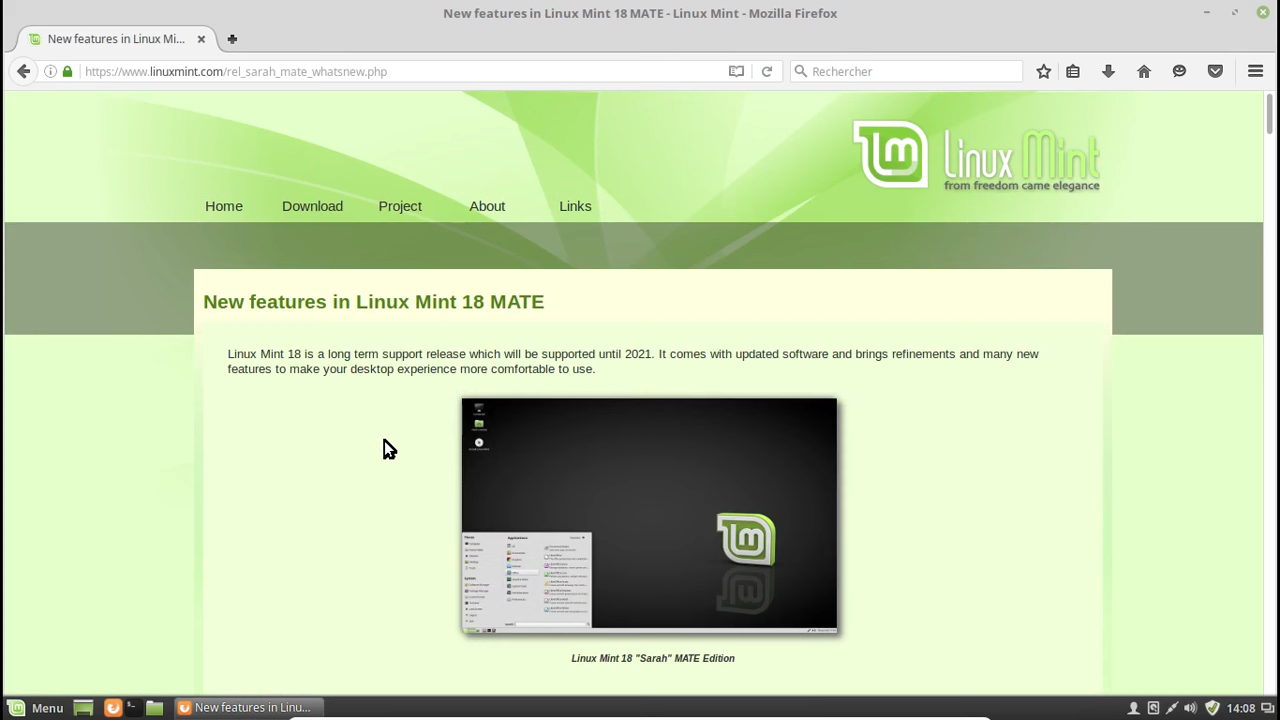 New features in Linux Mint 18 MATE - Linux Mint - Mozilla Firefox
New features in Linux Mi...
https://www.linuxmint.com/rel_sarah_mate_whatsnew.php
Rechercher
Linux Mint
from freedom came elegance
Home Download Project About Links
New features in Linux Mint 18 MATE
Linux Mint 18 is a long term support release which will be supported until 2021. It comes with updated software and brings refinements and many new
features to make your desktop experience more comfortable to use.
Applications
Linux Mint 18 "Sarah" MATE Edition
Menu
New features in Linu...
14:08